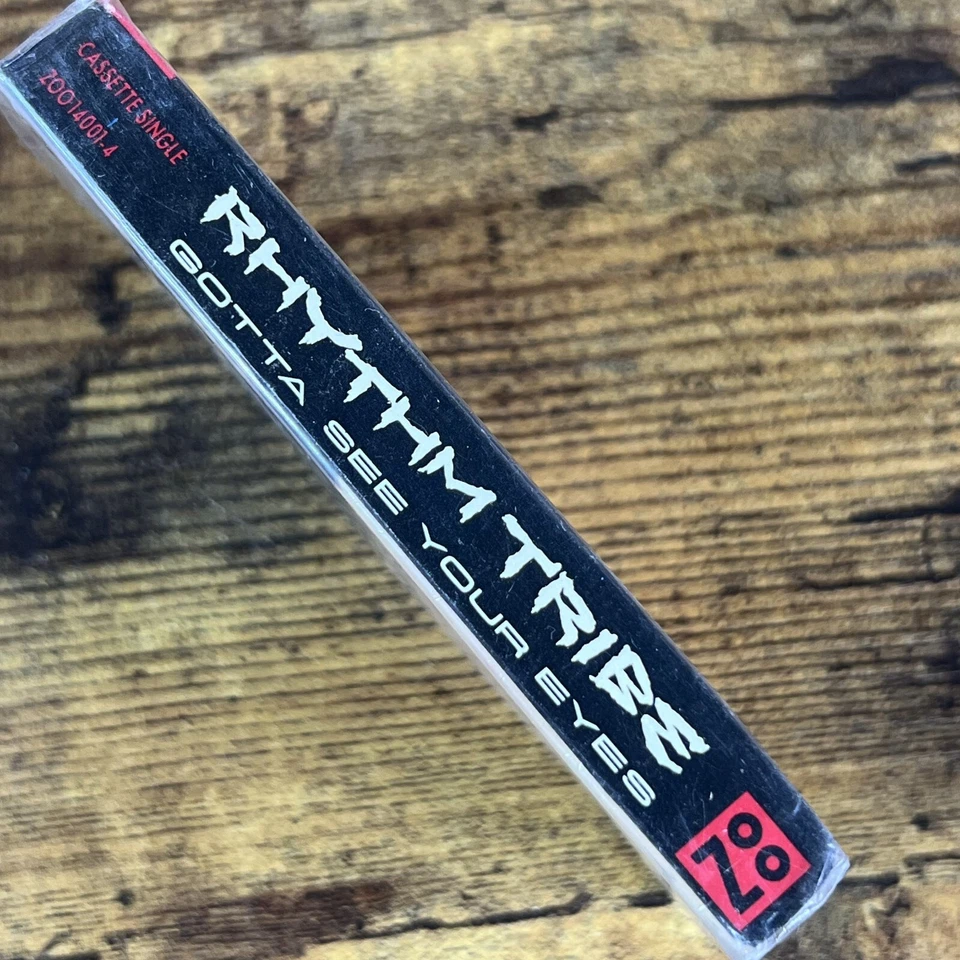 CASSETTE SINGLE
ZOO14001-4
RHYTHM TRIBE
GOTTA SEE YOUR EYES
ZOO